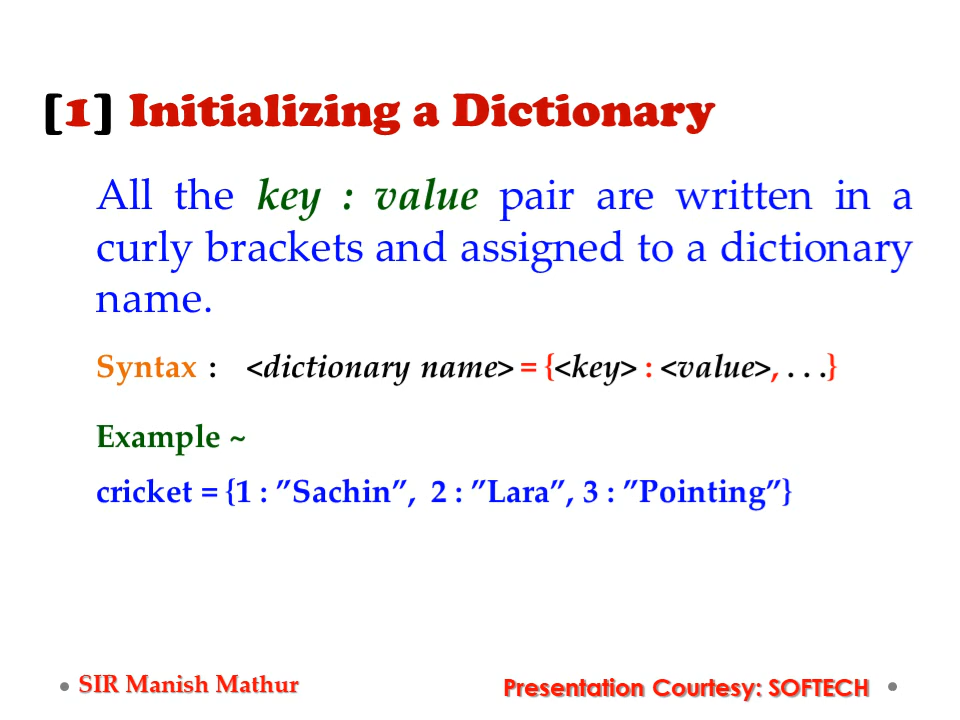 [1] Initializing a Dictionary
All the key : value pair are written in a
curly brackets and assigned to a dictionary
name.
Syntax : <dictionary name> = {<key> : <value>, . . .}
Example ~
cricket = {1 : ”Sachin”, 2 : ”Lara”, 3 : ”Pointing”}
SIR Manish Mathur
Presentation Courtesy: SOFTECH